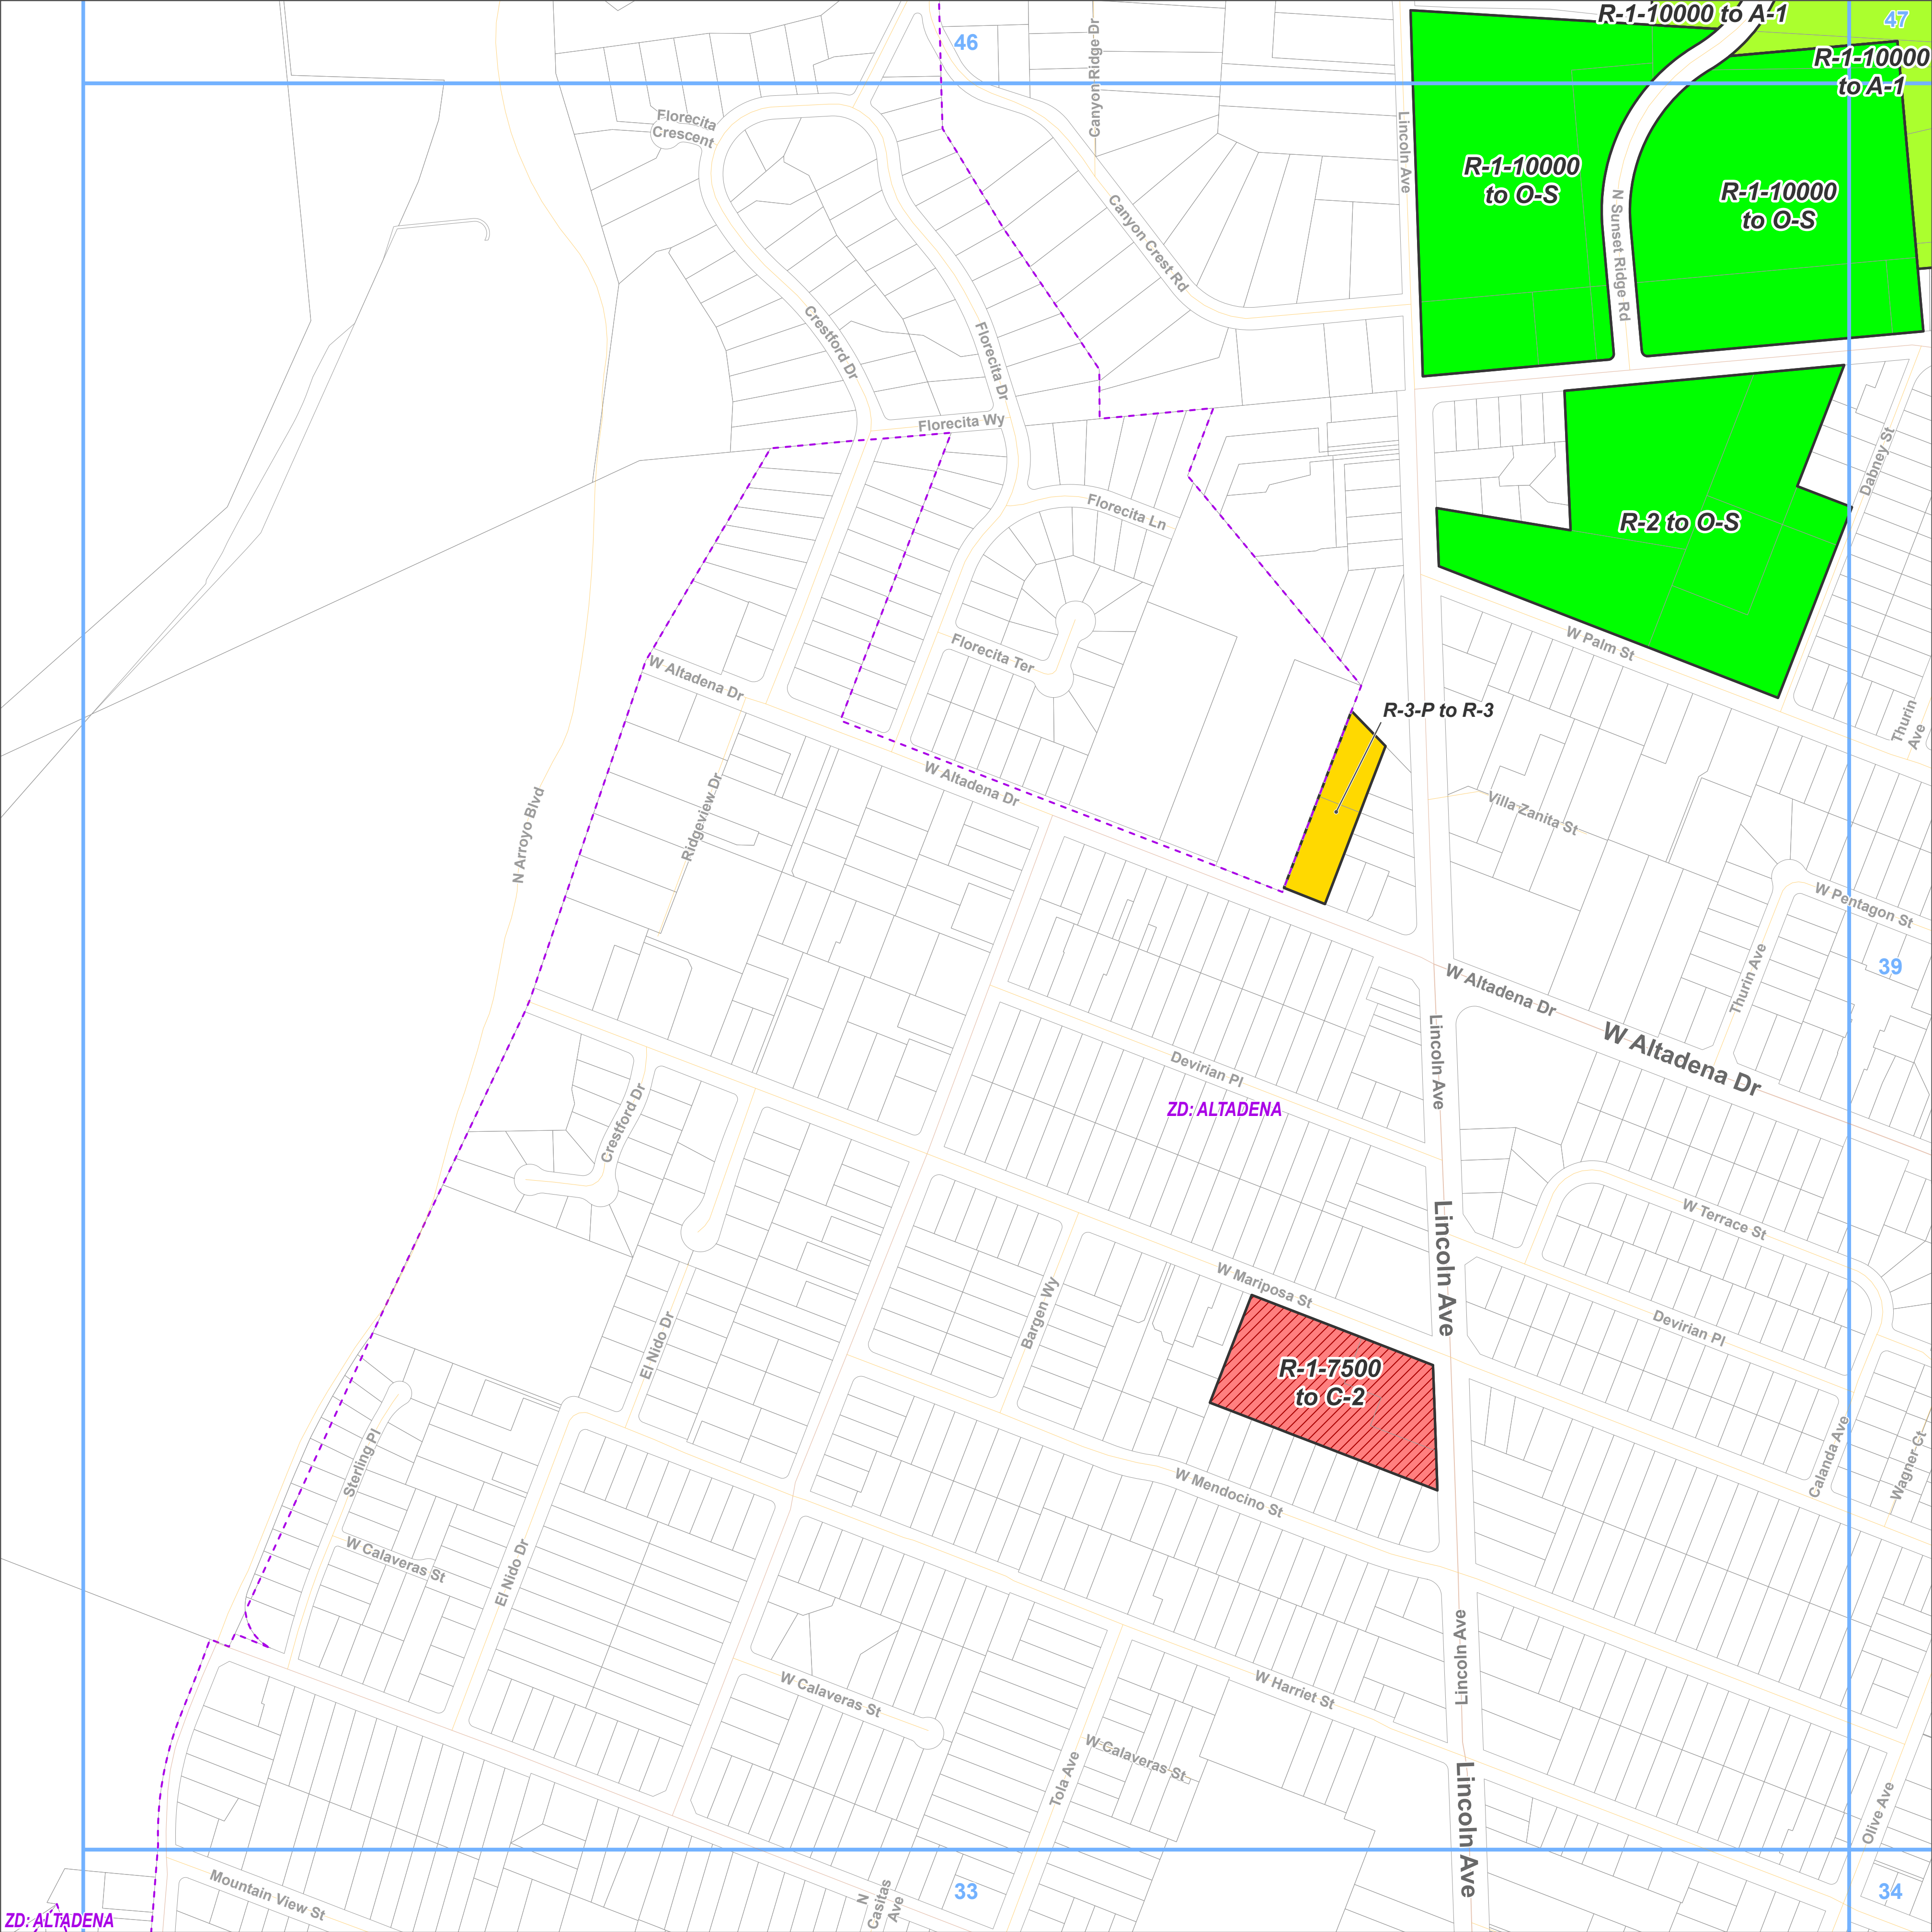 R-1-10000 to A-1
47
46
R-1-10000
to A-1
Canyon Ridge Dr
Florecita
Crescent
Lincoln Ave
R-1-10000
to O-S
R-1-10000
to O-S
N Sunset Ridge Rd
Canyon Crest Rd
Crestford Dr
Florecita Dr
Florecita Wy
Dabney St
Florecita Ln
R-2 to O-S
W Palm St
Florecita Ter
W Altadena Dr
R-3-P to R-3
Thurin
Ave
W Altadena Dr
Ridgeview Dr
N Arroyo Blvd
Villa Zanita St
W Pentagon St
39
Thurin Ave
W Altadena Dr
W Altadena Dr
Lincoln Ave
Devirian Pl
ZD: ALTADENA
Crestford Dr
W Terrace St
Lincoln Ave
W Mariposa St
Bargen Wy
Devirian Pl
El Nido Dr
R-1-7500
to C-2
Calanda Ave
Wagner Ct
Sterling Pl
W Mendocino St
W Calaveras St
El Nido Dr
Lincoln Ave
W Harriet St
W Calaveras St
W Calaveras St
Tola Ave
Olive Ave
Lincoln Ave
Mountain View St
N
Casitas
Ave
33
34
ZD: ALTADENA